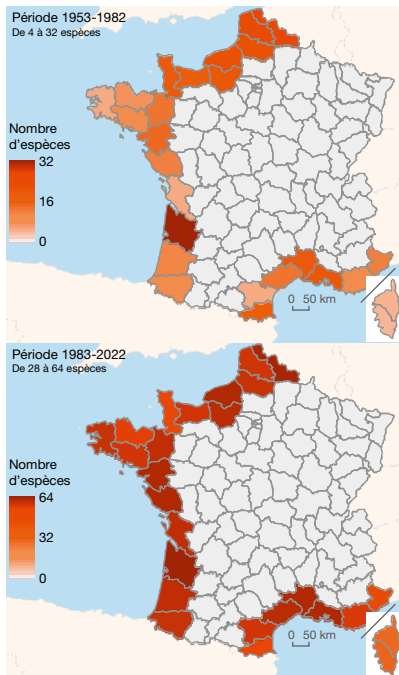 Période 1953-1982
De 4 à 32 espèces
Nombre
d'espèces
32
16
0
0 50 km
Période 1983-2022
De 28 à 64 espèces
Nombre
d'espèces
64
32
0
0 50 km